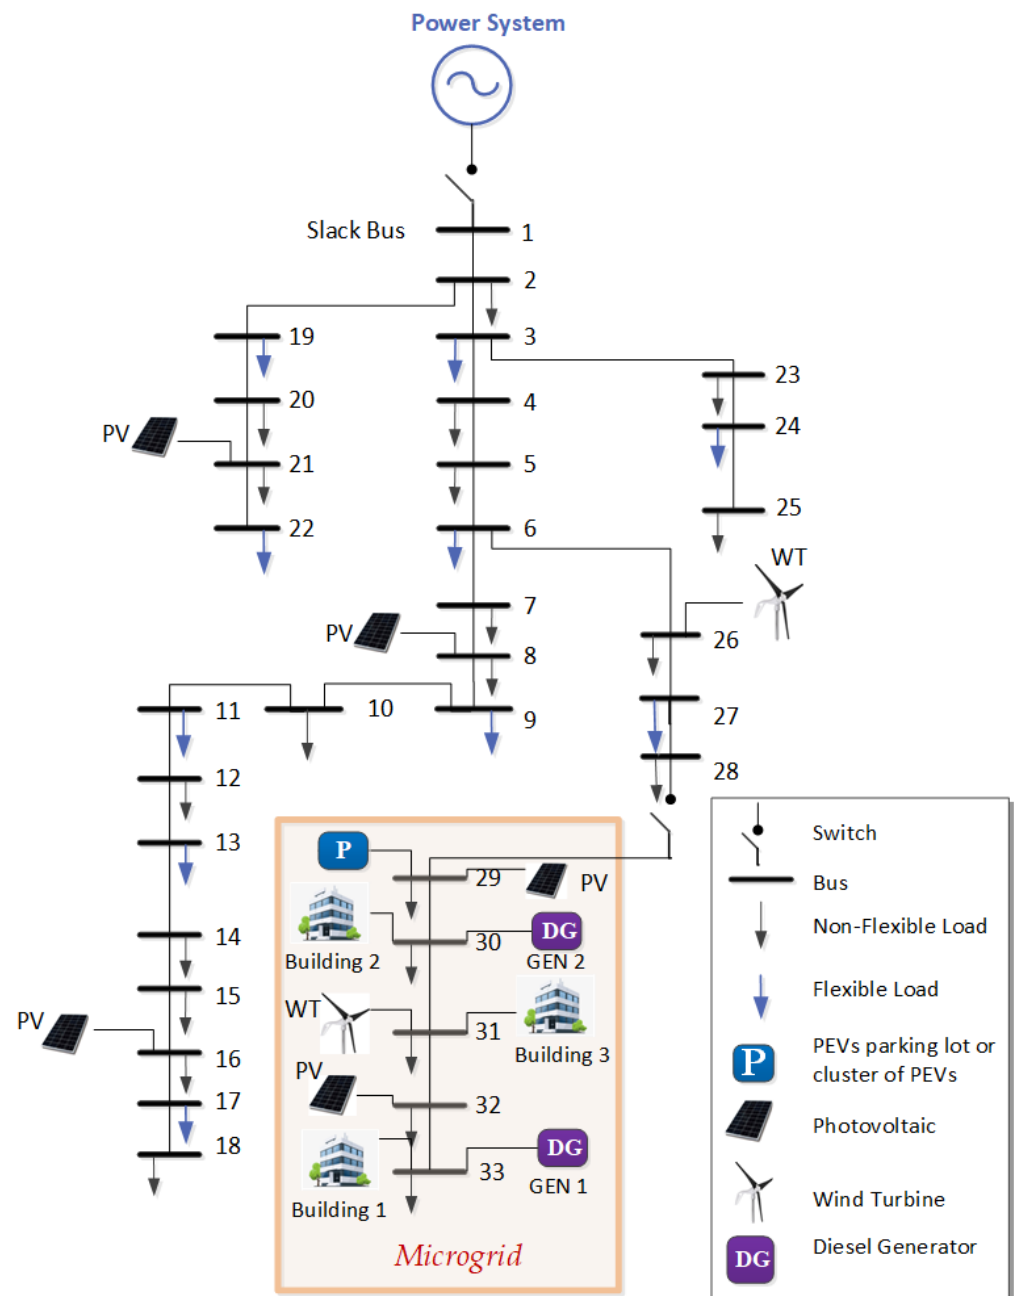 Power System
Slack Bus
1
2
19
3
23
20
4
24
PV
21
5
25
22
6
WT
7
26
PV
8
27
11
10
9
28
12
13
14
15
PV
16
17
18
P
29
PV
30
DG
Building 2
GEN 2
WT
31
Building 3
PV
32
33
DG
GEN 1
Building 1
Microgrid
Switch
Bus
Non-Flexible Load
Flexible Load
P
PEVs parking lot or
cluster of PEVs
Photovoltaic
Wind Turbine
DG
Diesel Generator